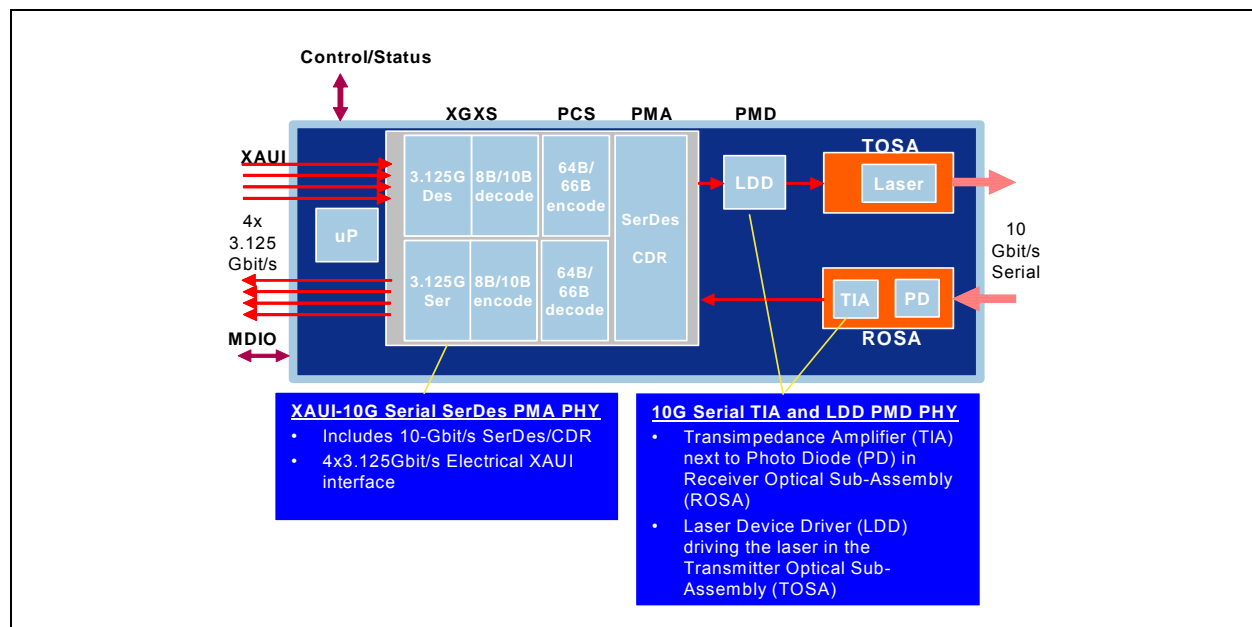 Control/Status
XGXS PCS PMA PMD
XAUI
4x
3.125
Gbit/s
MDIO
uP
3.125G
Des
8B/10B
decode
64B/
66B
encode
3.125G
Ser
8B/10B
encode
64B/
66B
decode
SerDes
CDR
LDD
TOSA
Laser
TIA
PD
ROSA
10
Gbit/s
Serial
XAUI-10G Serial SerDes PMA PHY
• Includes 10-Gbit/s SerDes/CDR
• 4x3.125Gbit/s Electrical XAUI
interface
10G Serial TIA and LDD PMD PHY
• Transimpedance Amplifier (TIA)
next to Photo Diode (PD) in
Receiver Optical Sub-Assembly
(ROSA)
• Laser Device Driver (LDD)
driving the laser in the
Transmitter Optical Sub-
Assembly (TOSA)